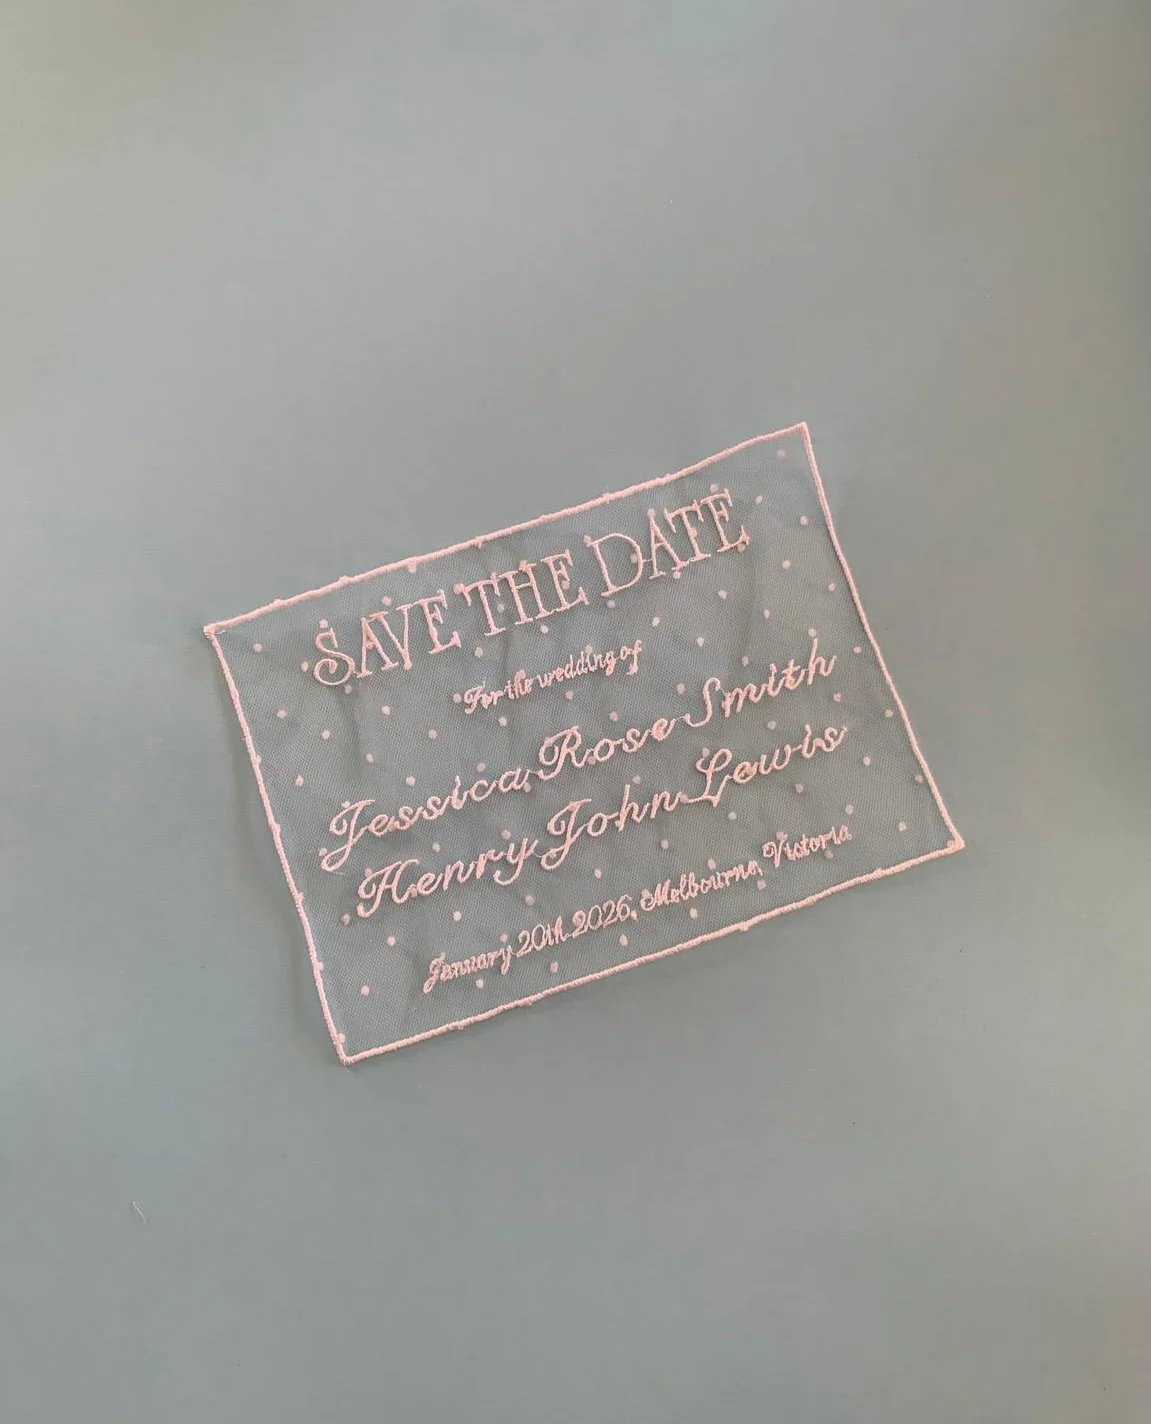 SAVE THE DATE
For the wedding of
Jessica Rose Smith
Henry John Lewis
January 20th 2026, Melbourne, Victoria